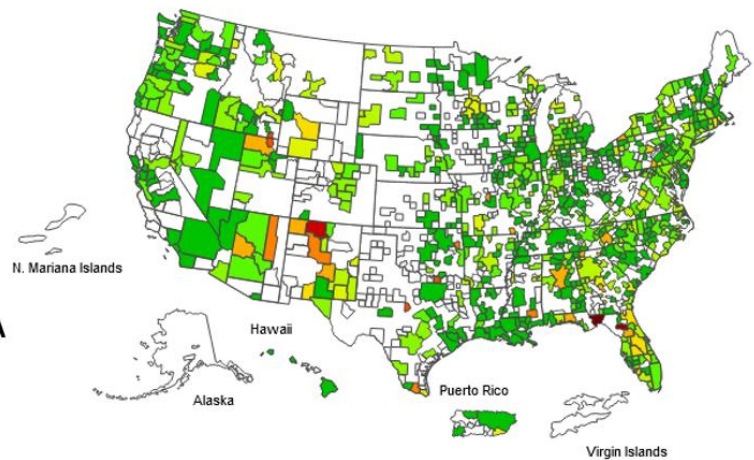 N. Mariana Islands
A
Hawaii
Alaska
Puerto Rico
Virgin Islands